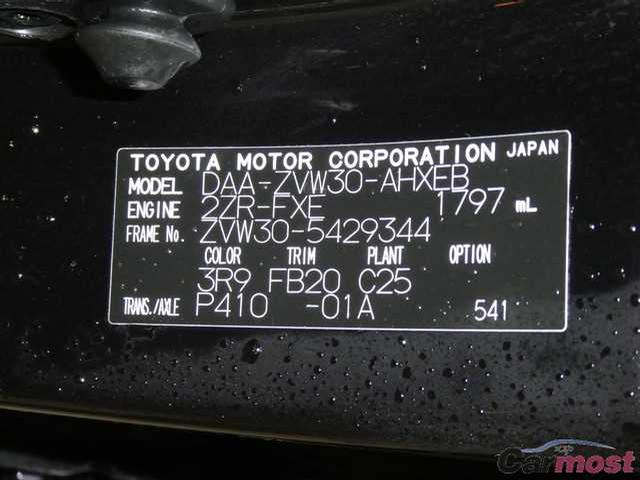 TOYOTA MOTOR CORPORATION JAPAN
MODEL DAA-ZVW30-AHXEB
ENGINE 2ZR-FXE 1797 mL
FRAME No. ZVW30-5429344
COLOR TRIM PLANT OPTION
3R9 FB20 C25
TRANS./AXLE P410 -01A 541
Carmost